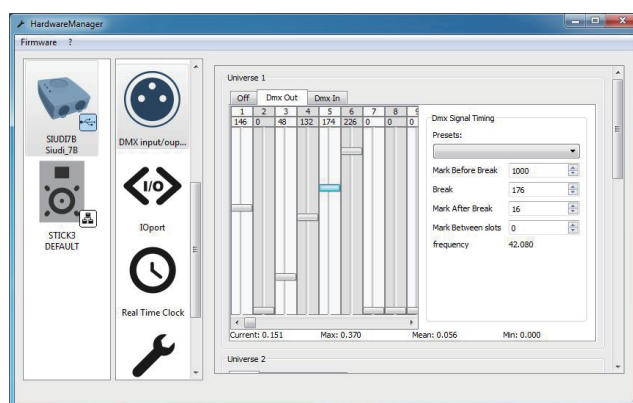 HardwareManager
Firmware ?
SIUDI7B
Siudi_7B
STICK3
DEFAULT
DMX input/oup...
I/O
IOport
Real Time Clock
Universe 1
Off Dmx Out Dmx In
1 2 3 4 5 6 7 8 9
146 0 48 132 174 226 0 0 0
Dmx Signal Timing
Presets:
Mark Before Break 1000
Break 176
Mark After Break 16
Mark Between slots 0
frequency 42.080
Current: 0.151 Max: 0.370 Mean: 0.056 Min: 0.000
Universe 2